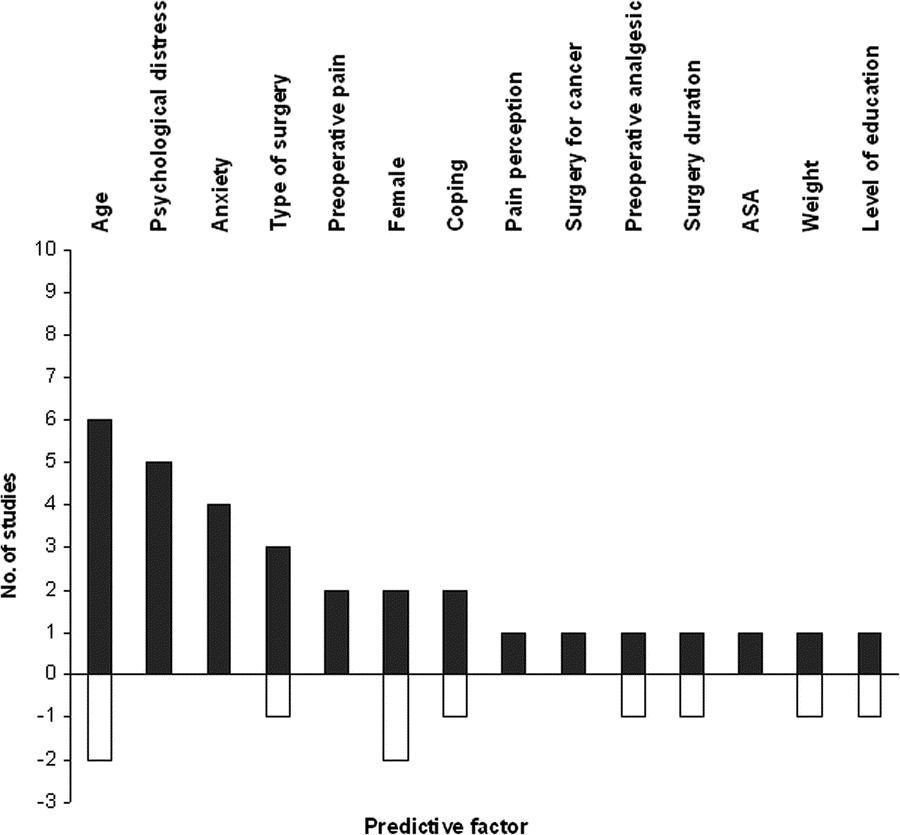 Age
Psychological distress
Anxiety
Type of surgery
Preoperative pain
Female
Coping
Pain perception
Surgery for cancer
Preoperative analgesic
Surgery duration
ASA
Weight
Level of education
No. of studies
10
9
8
7
6
5
4
3
2
1
0
-1
-2
-3
Predictive factor